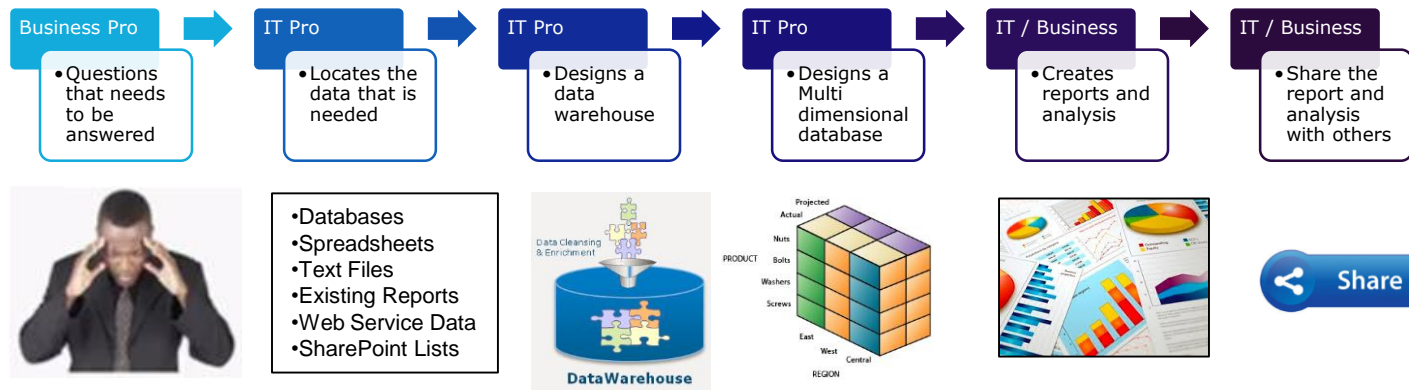 Business Pro
IT Pro
IT Pro
IT Pro
IT / Business
IT / Business
•Questions
that needs
to be
answered
•Locates the
data that is
needed
•Designs a
data
warehouse
•Designs a
Multi
dimensional
database
•Creates
reports and
analysis
•Share the
report and
analysis
with others
•Databases
•Spreadsheets
•Text Files
•Existing Reports
•Web Service Data
•SharePoint Lists
Data Cleansing
& Enrichment
DataWarehouse
Projected
Actual
Nuts
PRODUCT
Bolts
Washers
Screws
East
West
Central
REGION
Share